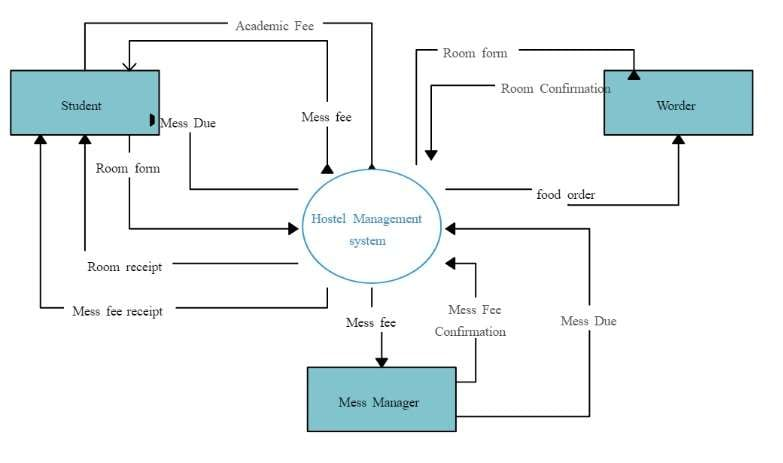 Academic Fee
Room form
Room Confirmation
Student
Worder
Mess Due
Mess fee
Room form
food order
Hostel Management
system
Room receipt
Mess fee receipt
Mess fee
Mess Fee
Confirmation
Mess Due
Mess Manager